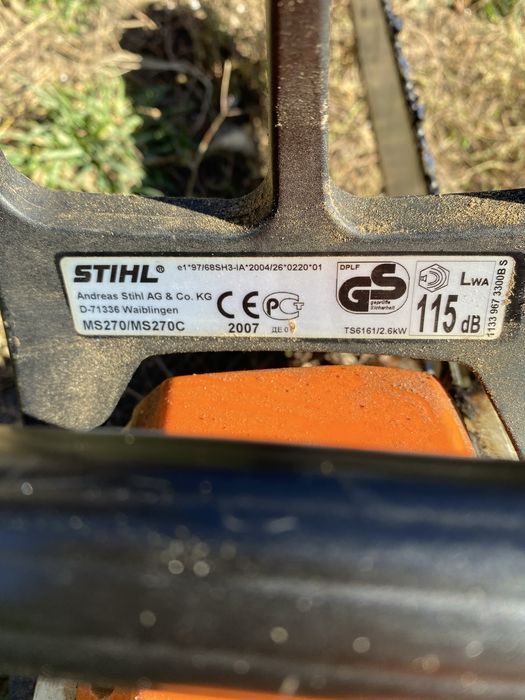 STIHL®
e1*97/68SH3-IA*2004/26*0220*01
Andreas Stihl AG & Co. KG
D-71336 Waiblingen
MS270/MS270C
CE
2007
DPLF
GS
geprüfte
Sicherheit
TS6161/2.6kW
LWA
115 dB
1133 967 3300B S